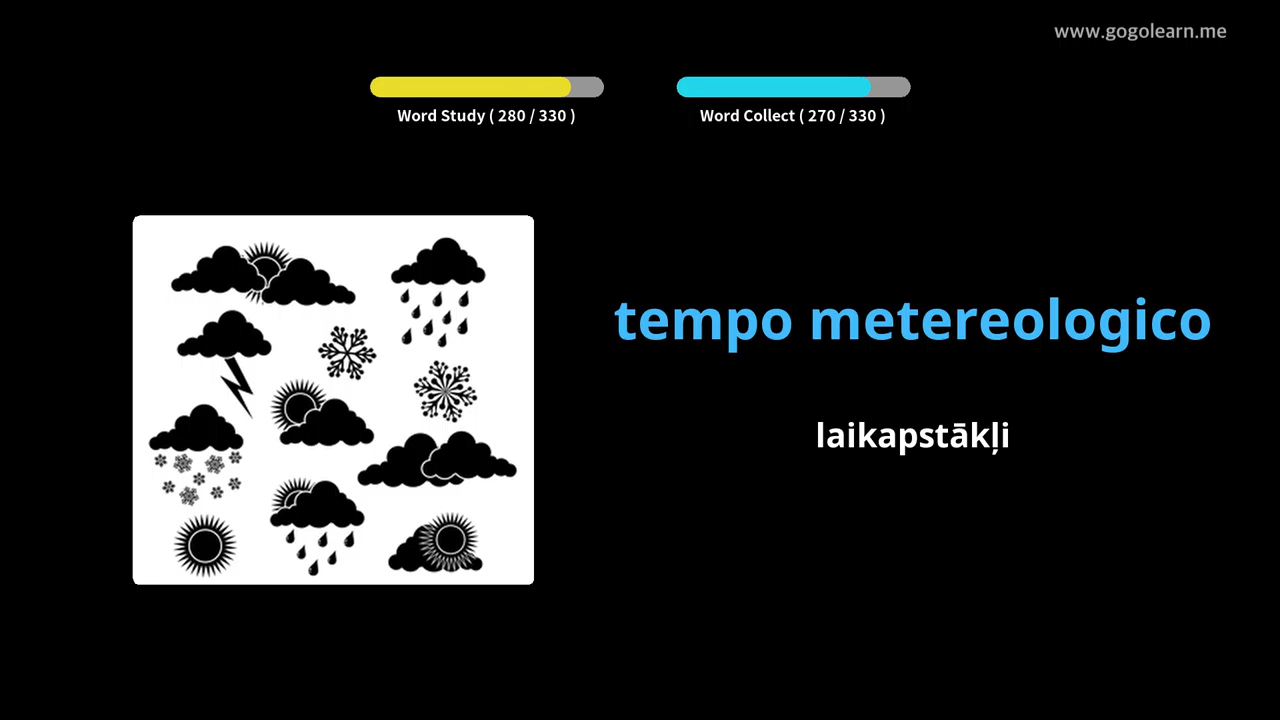 www.gogolearn.me
Word Study ( 280 / 330 )
Word Collect ( 270 / 330 )
tempo metereologico
laikapstākļi